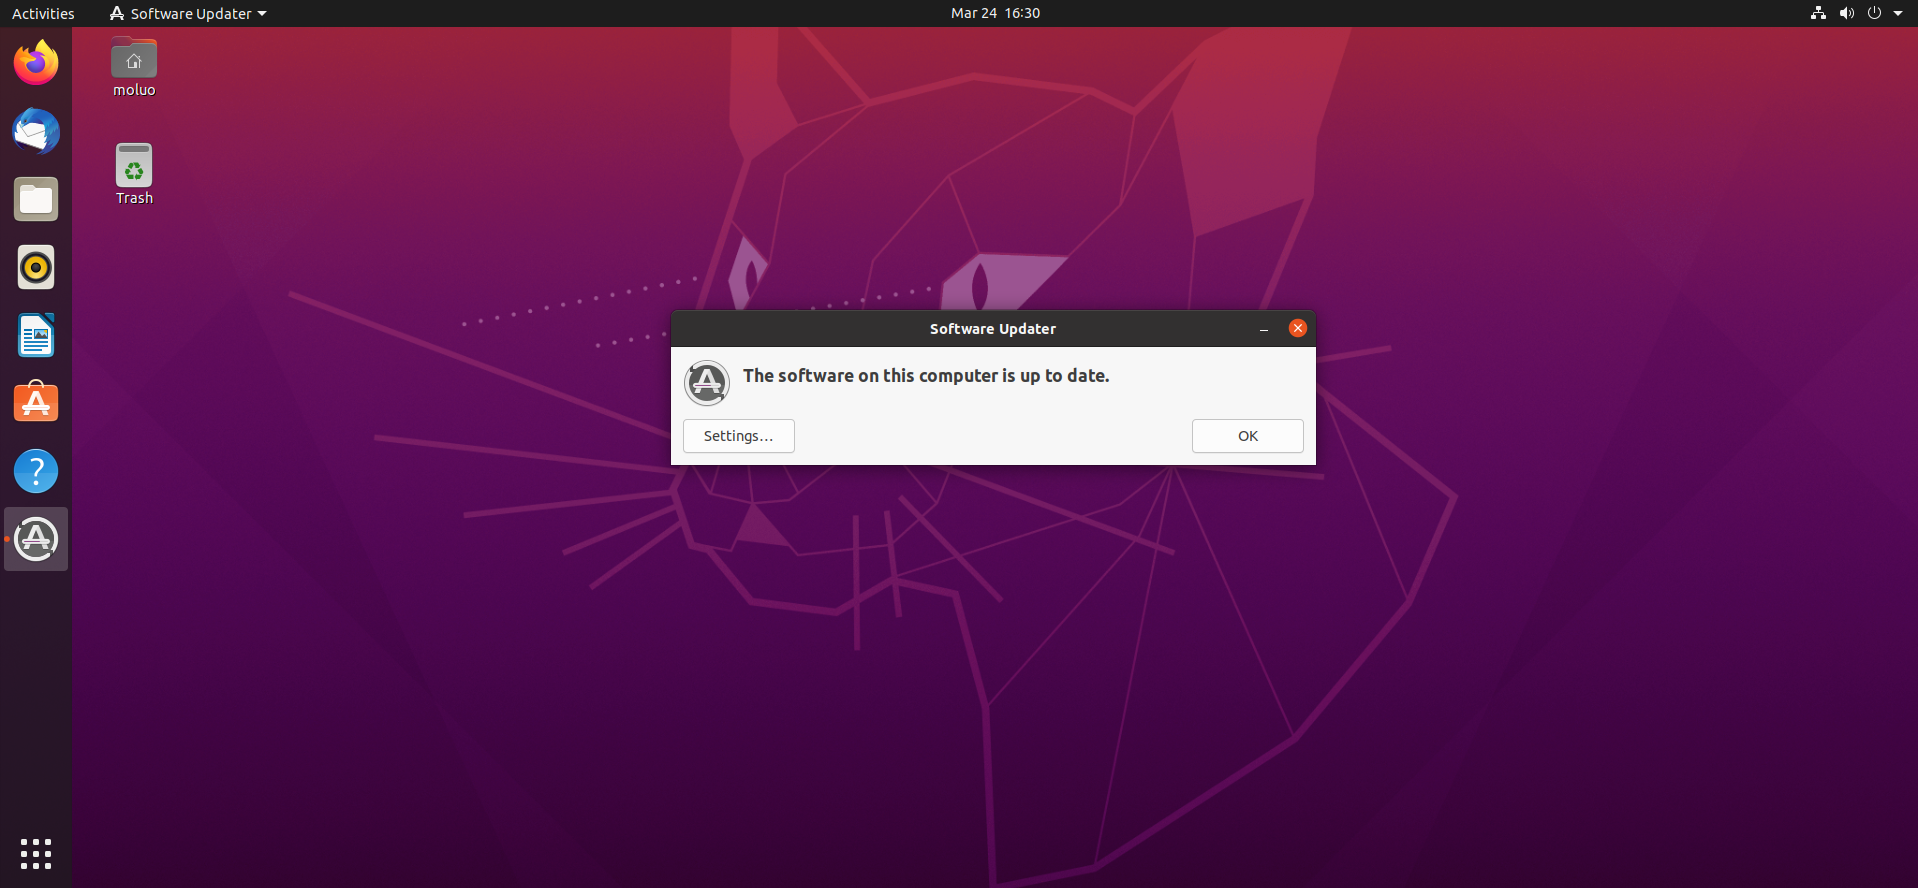 Activities
Software Updater
Mar 24 16:30
moluo
Trash
Software Updater
The software on this computer is up to date.
Settings...
OK